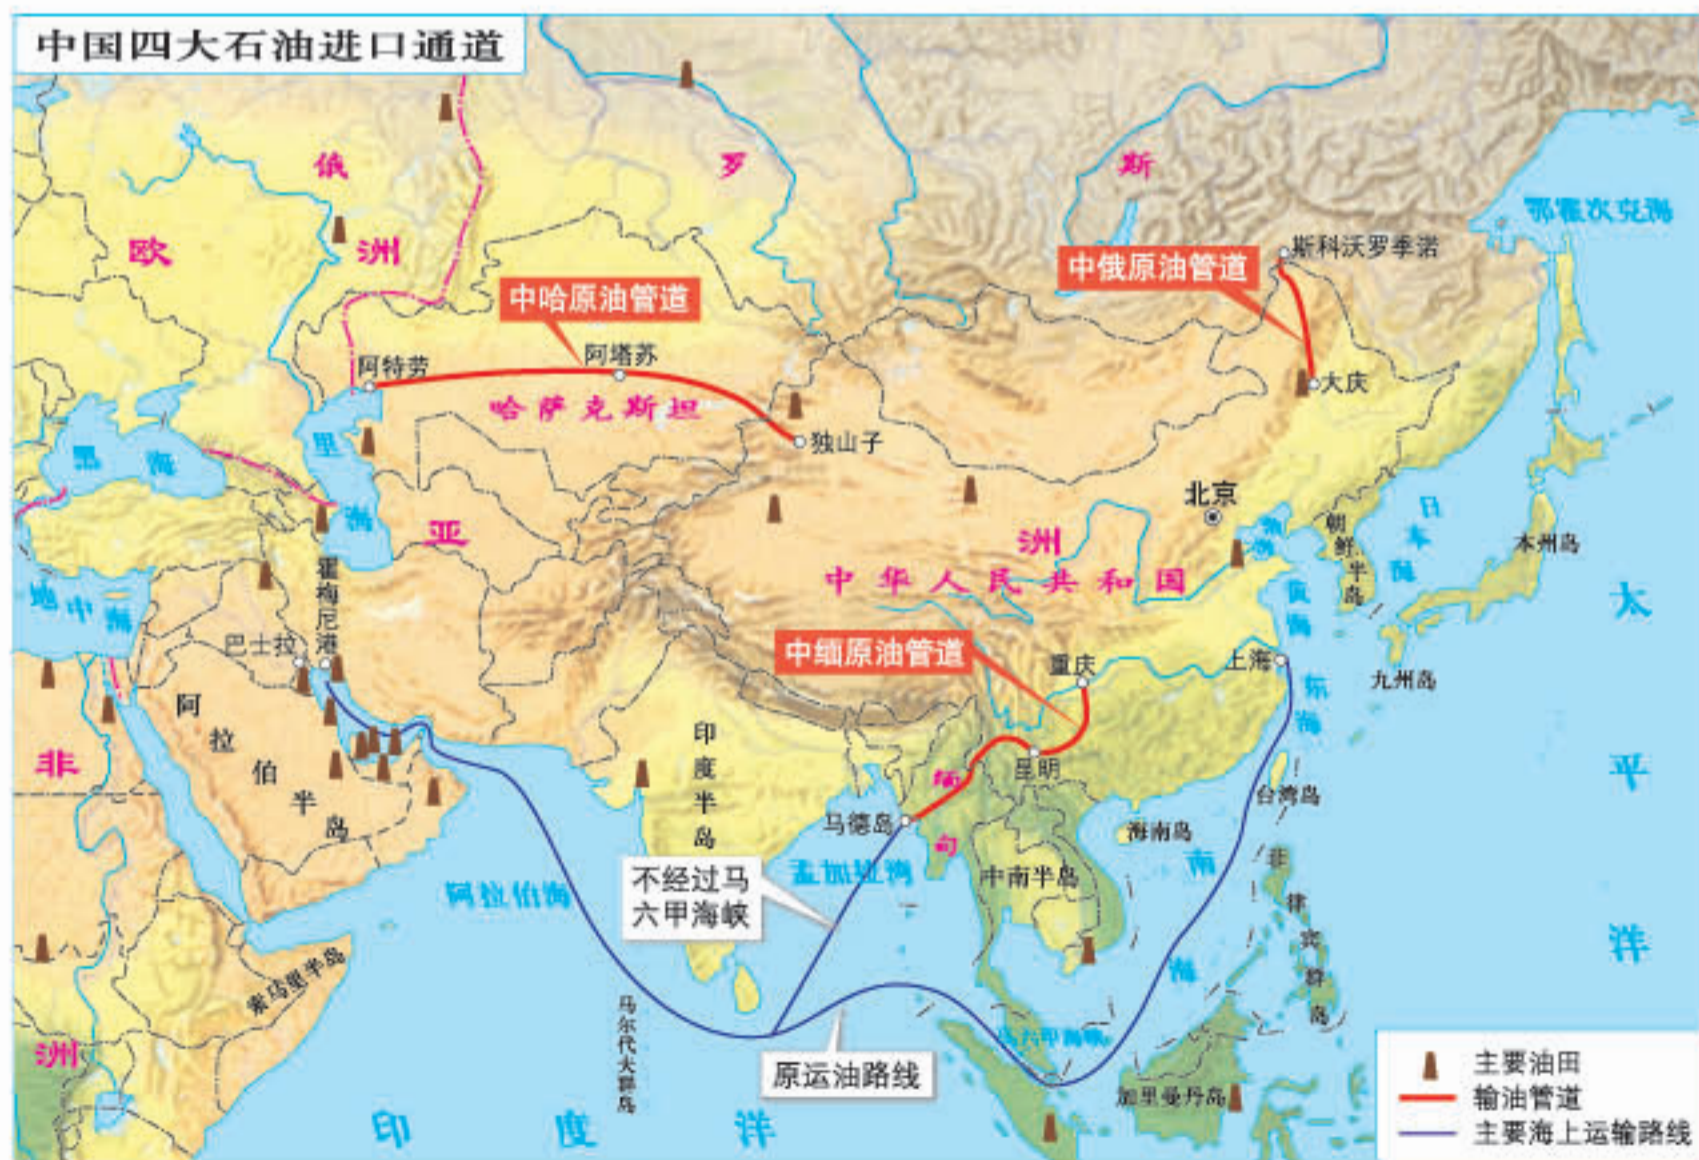 中国四大石油进口通道
俄
罗
斯
欧
洲
鄂霍次克海
斯科沃罗季诺
中俄原油管道
中哈原油管道
阿特劳
阿塔苏
哈萨克斯坦
大庆
独山子
黑海
里海
北京
亚
洲
渤海
朝鲜半岛
日本海
本州岛
中华人民共和国
地中海
霍梅尼港
巴士拉
黄海
太平洋
中缅原油管道
重庆
上海
东海
九州岛
阿拉伯半岛
印度半岛
非
洲
缅甸
昆明
台湾岛
马德岛
海南岛
南海
不经过马
六甲海峡
孟加拉湾
阿拉伯海
中南半岛
菲律宾群岛
索马里半岛
马尔代夫群岛
马六甲海峡
原运油路线
加里曼丹岛
印度洋
主要油田
输油管道
主要海上运输路线